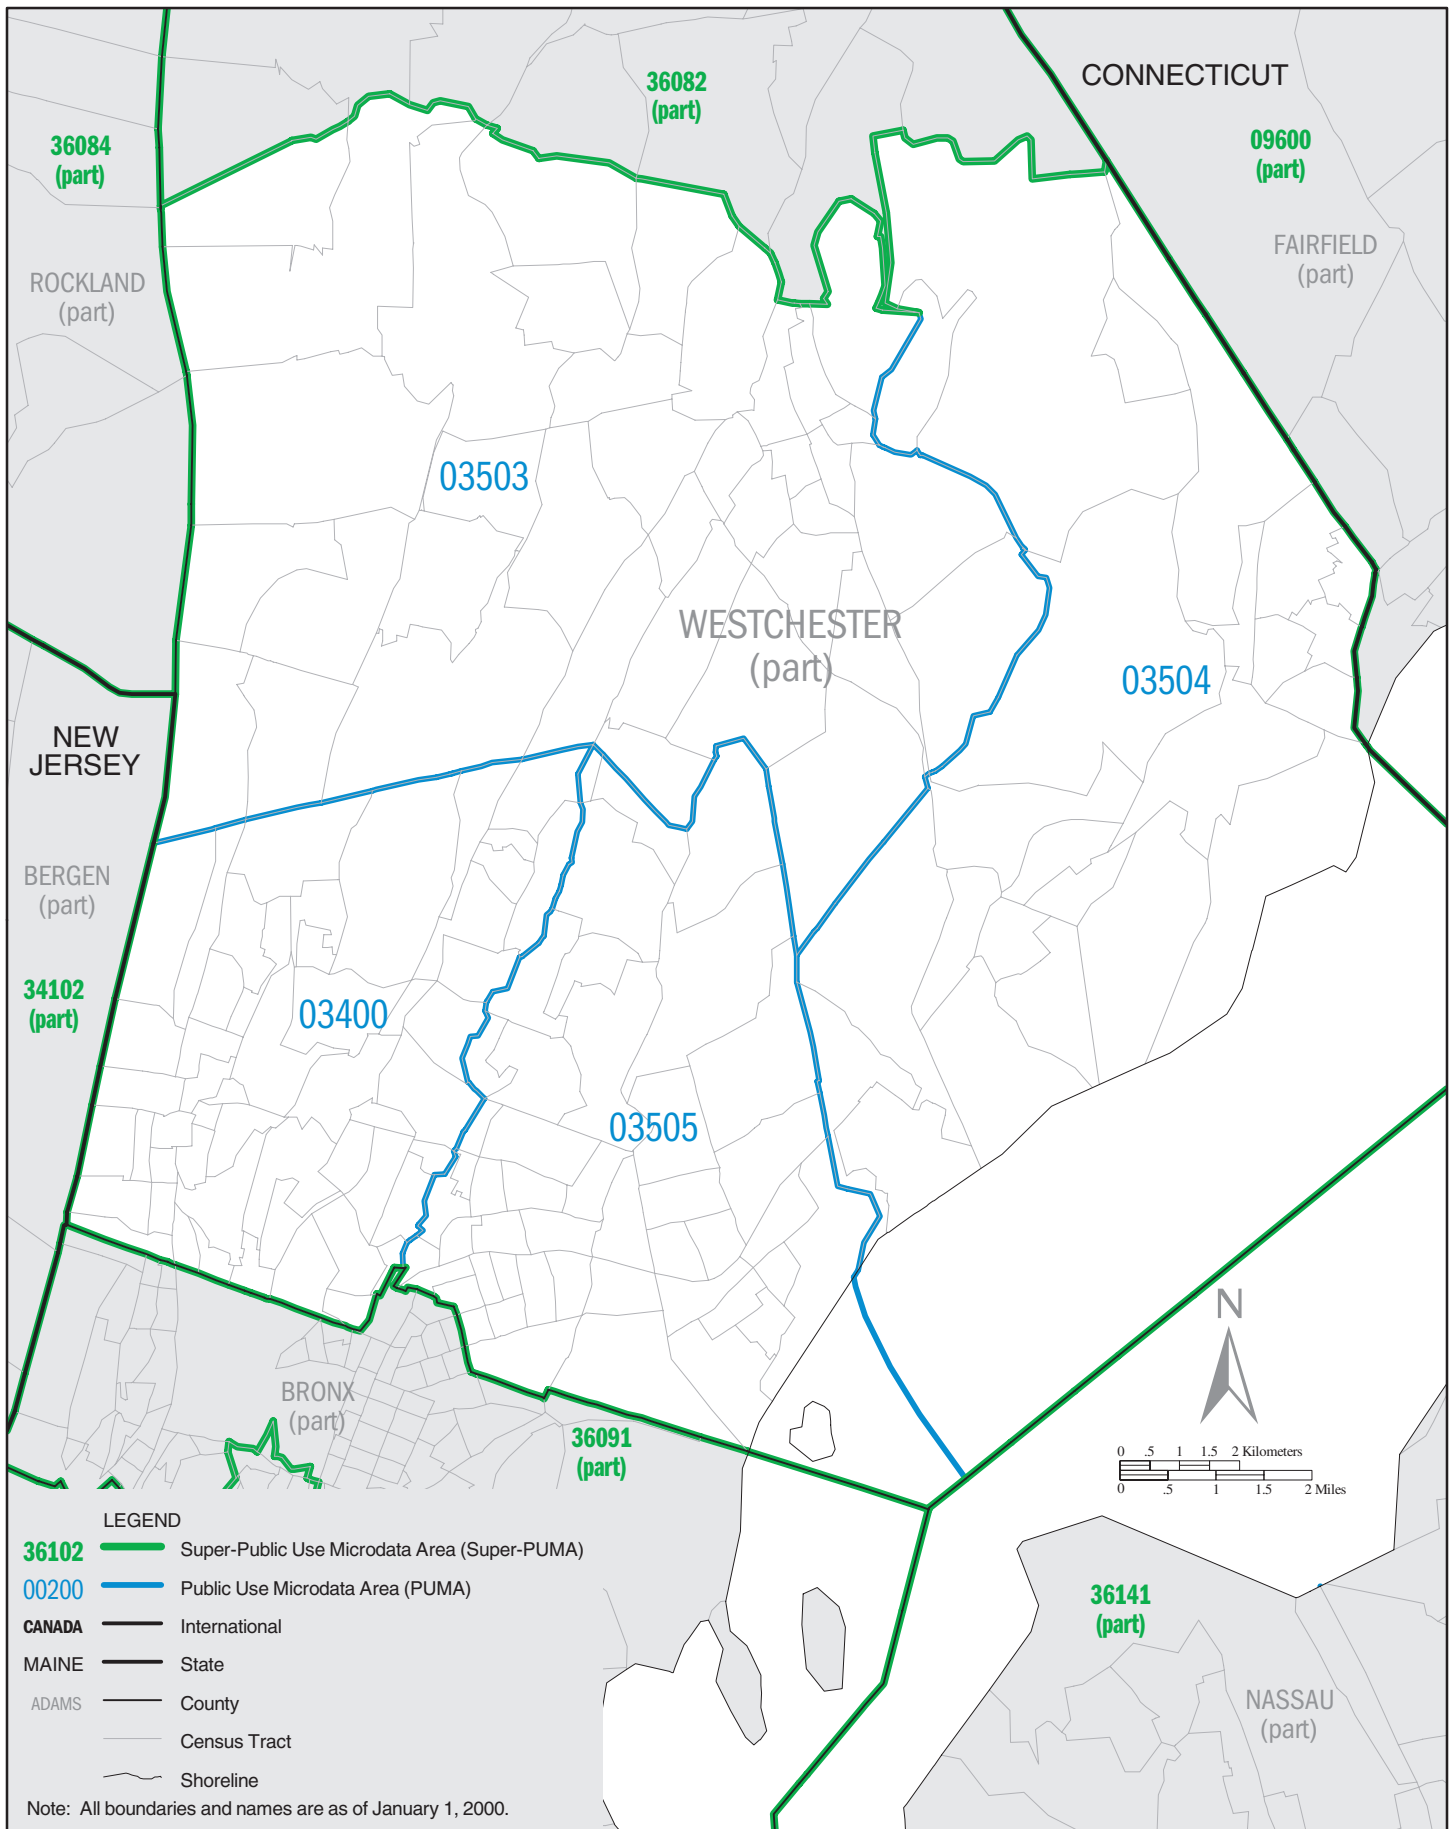 CONNECTICUT
36082
(part)
36084
(part)
09600
(part)
FAIRFIELD
(part)
ROCKLAND
(part)
03503
WESTCHESTER
(part)
03504
NEW
JERSEY
BERGEN
(part)
34102
(part)
03400
03505
N
BRONX
(part)
36091
(part)
0 .5 1 1.5 2 Kilometers
0 .5 1 1.5 2 Miles
36141
(part)
NASSAU
(part)
LEGEND
36102 Super-Public Use Microdata Area (Super-PUMA)
00200 Public Use Microdata Area (PUMA)
CANADA International
MAINE State
ADAMS County
Census Tract
Shoreline
Note: All boundaries and names are as of January 1, 2000.